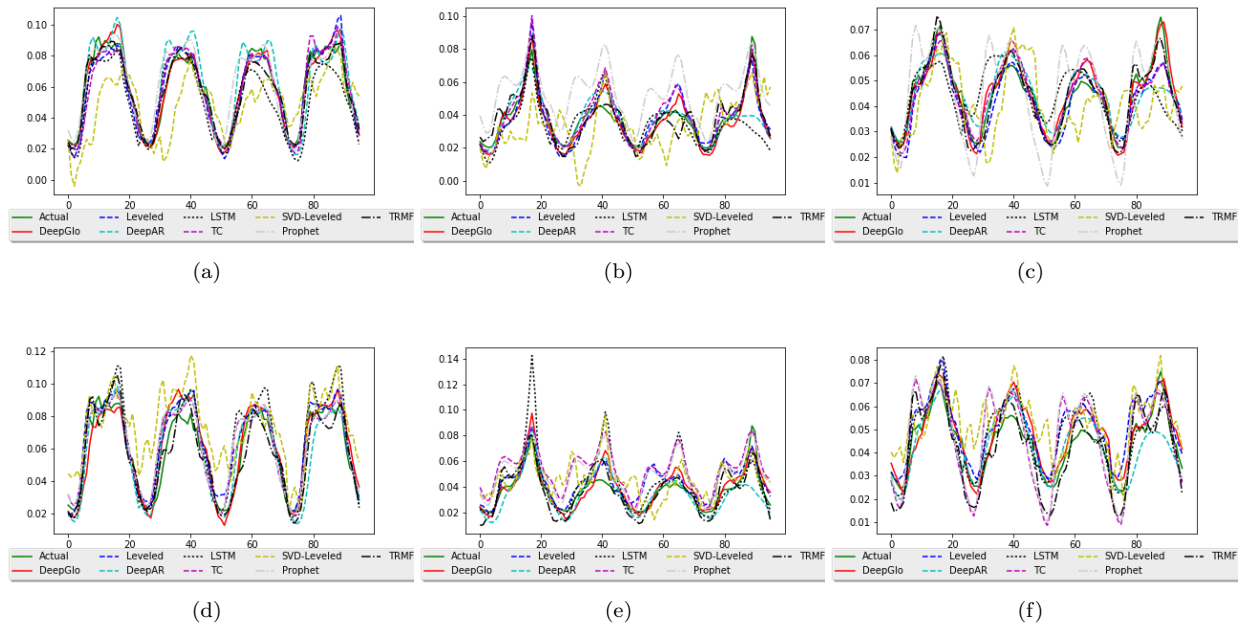 0.10
0.08
0.06
0.04
0.02
0.00
0 20 40 60 80
Actual Leveled LSTM SVD-Leveled TRMF
DeepGlo DeepAR TC Prophet
(a)
0.10
0.08
0.06
0.04
0.02
0.00
0 20 40 60 80
Actual Leveled LSTM SVD-Leveled TRMF
DeepGlo DeepAR TC Prophet
(b)
0.07
0.06
0.05
0.04
0.03
0.02
0.01
0 20 40 60 80
Actual Leveled LSTM SVD-Leveled TRMF
DeepGlo DeepAR TC Prophet
(c)
0.12
0.10
0.08
0.06
0.04
0.02
0 20 40 60 80
Actual Leveled LSTM SVD-Leveled TRMF
DeepGlo DeepAR TC Prophet
(d)
0.14
0.12
0.10
0.08
0.06
0.04
0.02
0 20 40 60 80
Actual Leveled LSTM SVD-Leveled TRMF
DeepGlo DeepAR TC Prophet
(e)
0.08
0.07
0.06
0.05
0.04
0.03
0.02
0.01
0 20 40 60 80
Actual Leveled LSTM SVD-Leveled TRMF
DeepGlo DeepAR TC Prophet
(f)